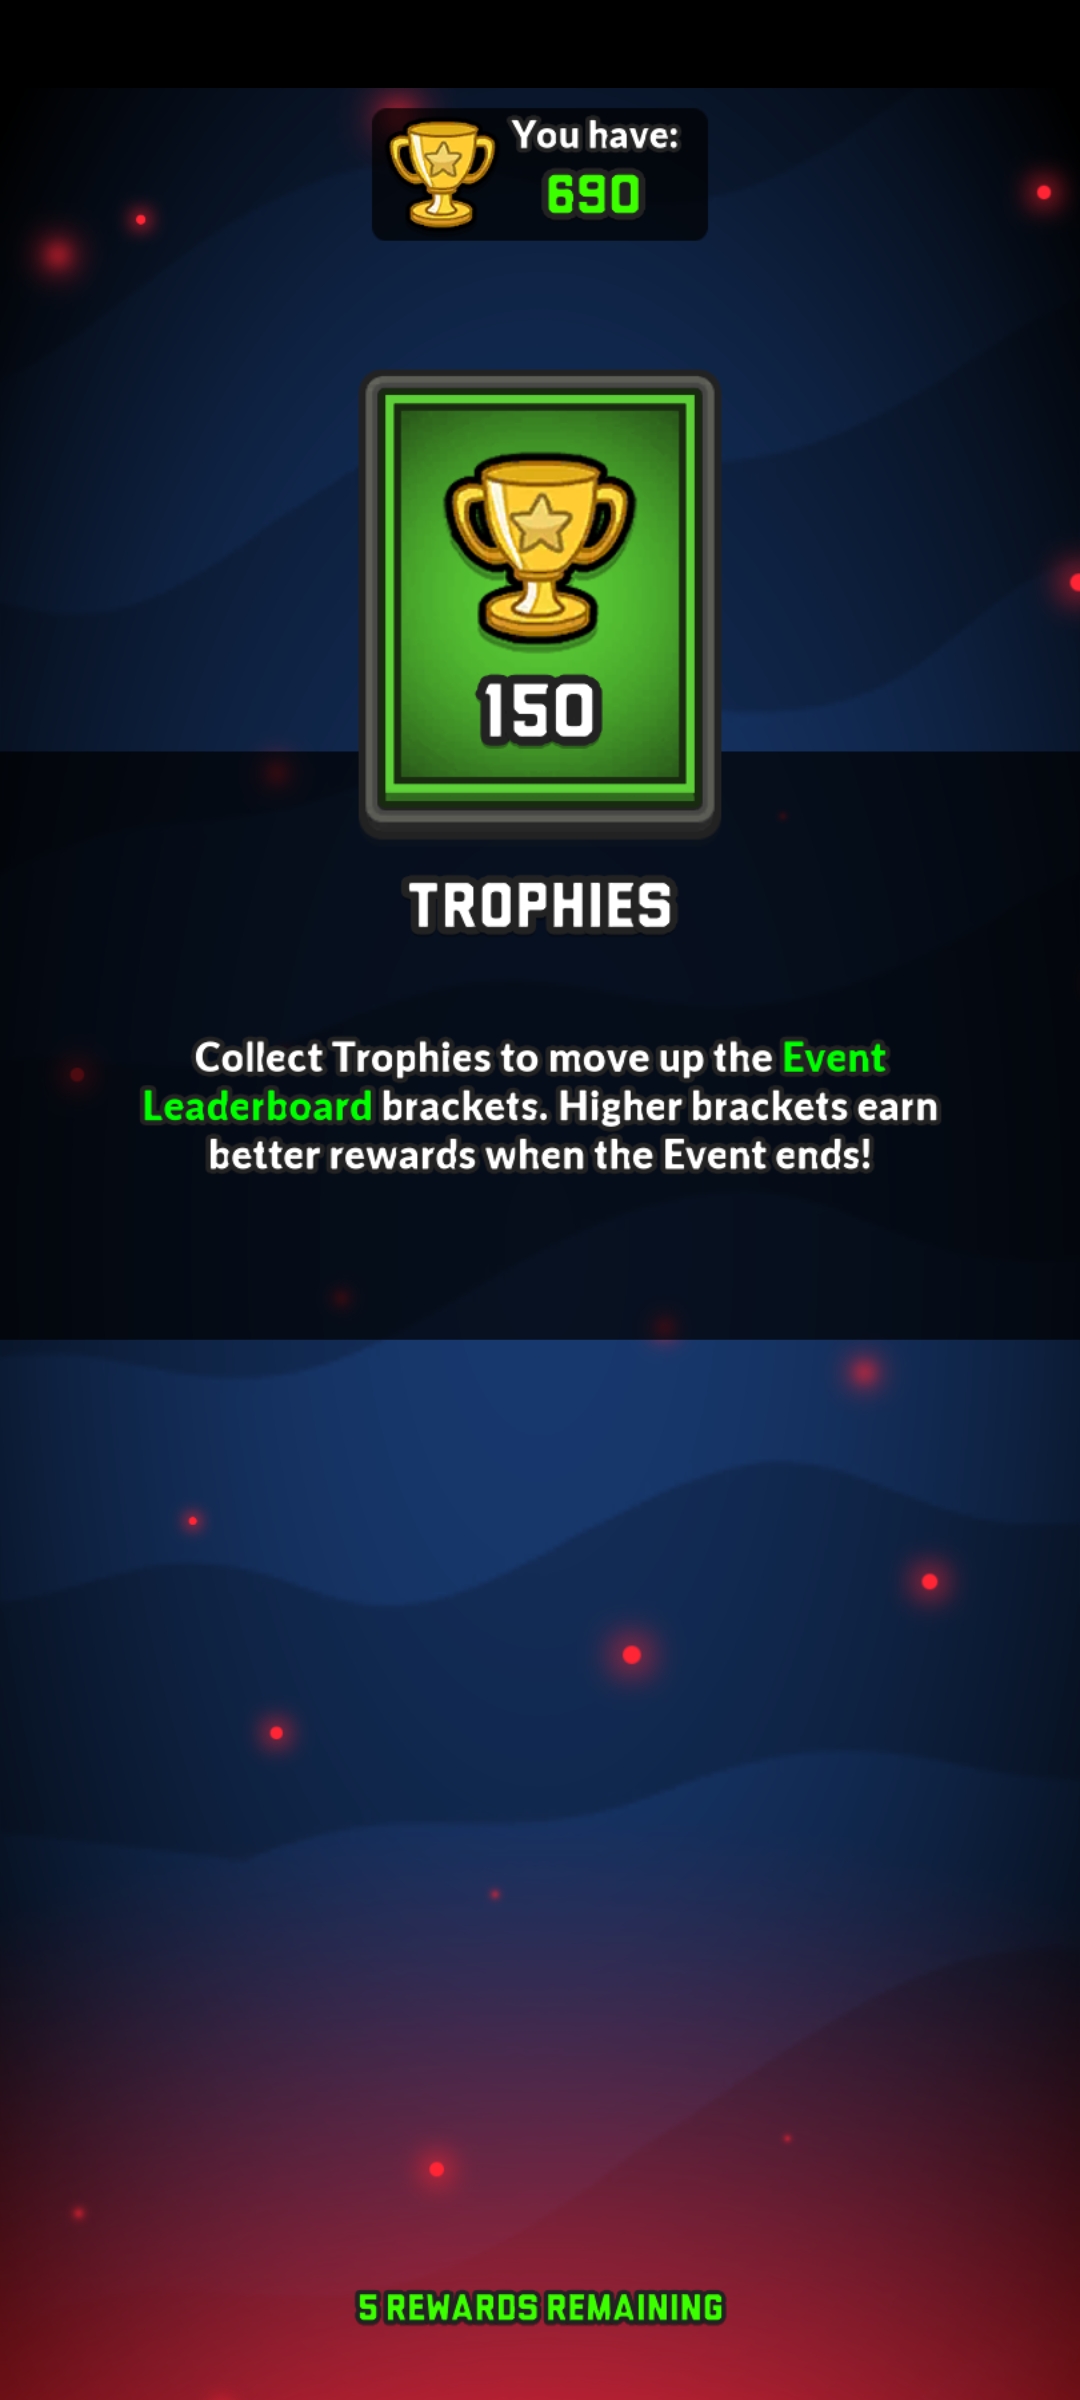 You have:
690
150
TROPHIES
Collect Trophies to move up the Event
Leaderboard brackets. Higher brackets earn
better rewards when the Event ends!
5 REWARDS REMAINING